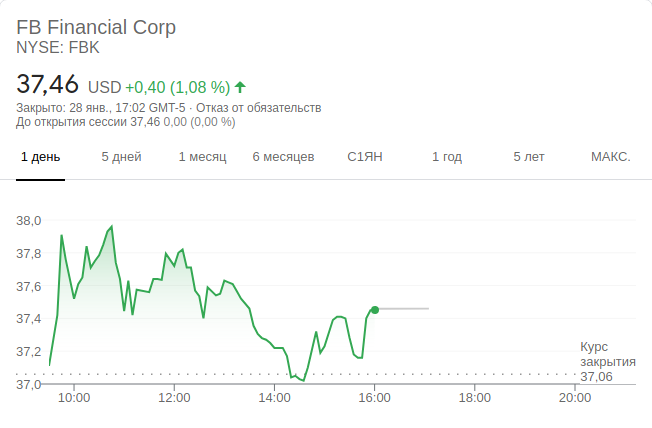 FB Financial Corp
NYSE: FBK
37,46 USD +0,40 (1,08 %)
Закрыто: 28 янв., 17:02 GMT-5 · Отказ от обязательств
До открытия сессии 37,46 0,00 (0,00 %)
1 день 5 дней 1 месяц 6 месяцев С1ЯН 1 год 5 лет МАКС.
38,0
37,8
37,6
37,4
37,2
37,0
Курс
закрытия
37,06
10:00 12:00 14:00 16:00 18:00 20:00